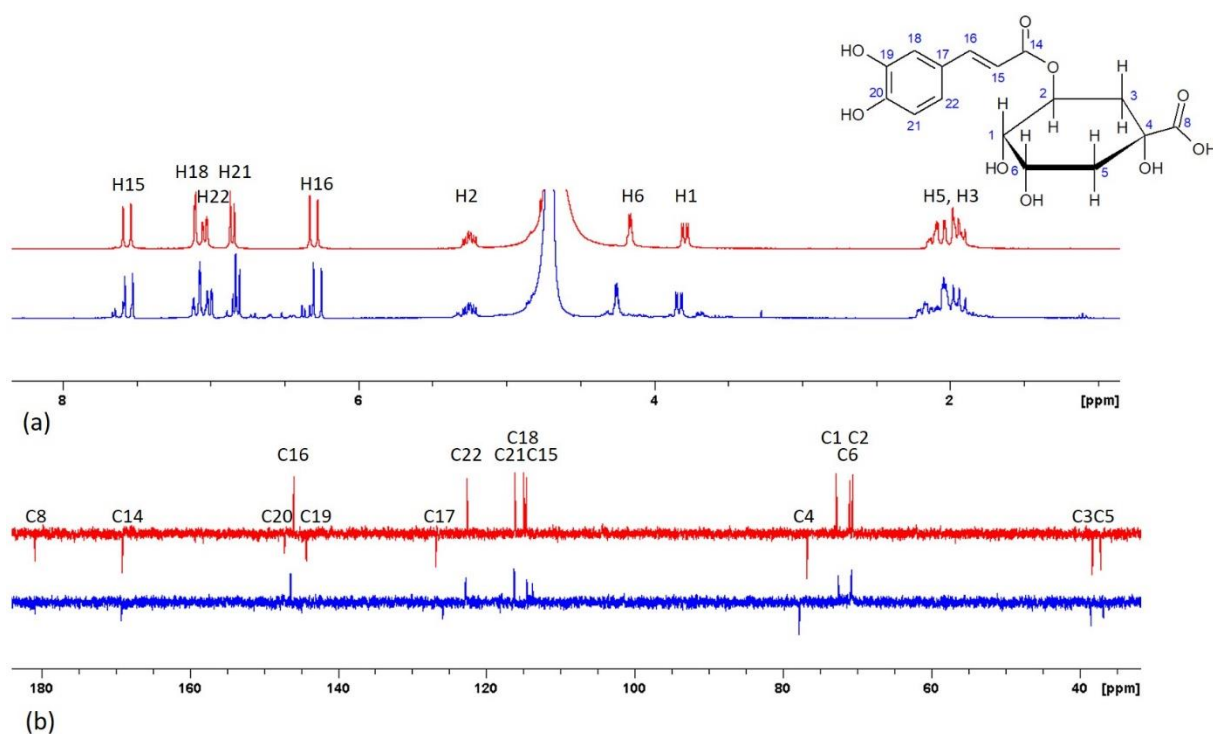 O
16
14
18
17
HO
19
15
O
20
22
HO
21
H
2
3
O
H
H
H
4
8
1
H
H
OH
HO
6
5
OH
OH
H
H15
H18
H22
H21
H16
H2
H6
H1
H5, H3
8
6
4
2
[ppm]
(a)
C18
C1 C2
C16
C22
C21
C15
C6
C8
C14
C20
C19
C17
C4
C3C5
180
160
140
120
100
80
60
40
[ppm]
(b)